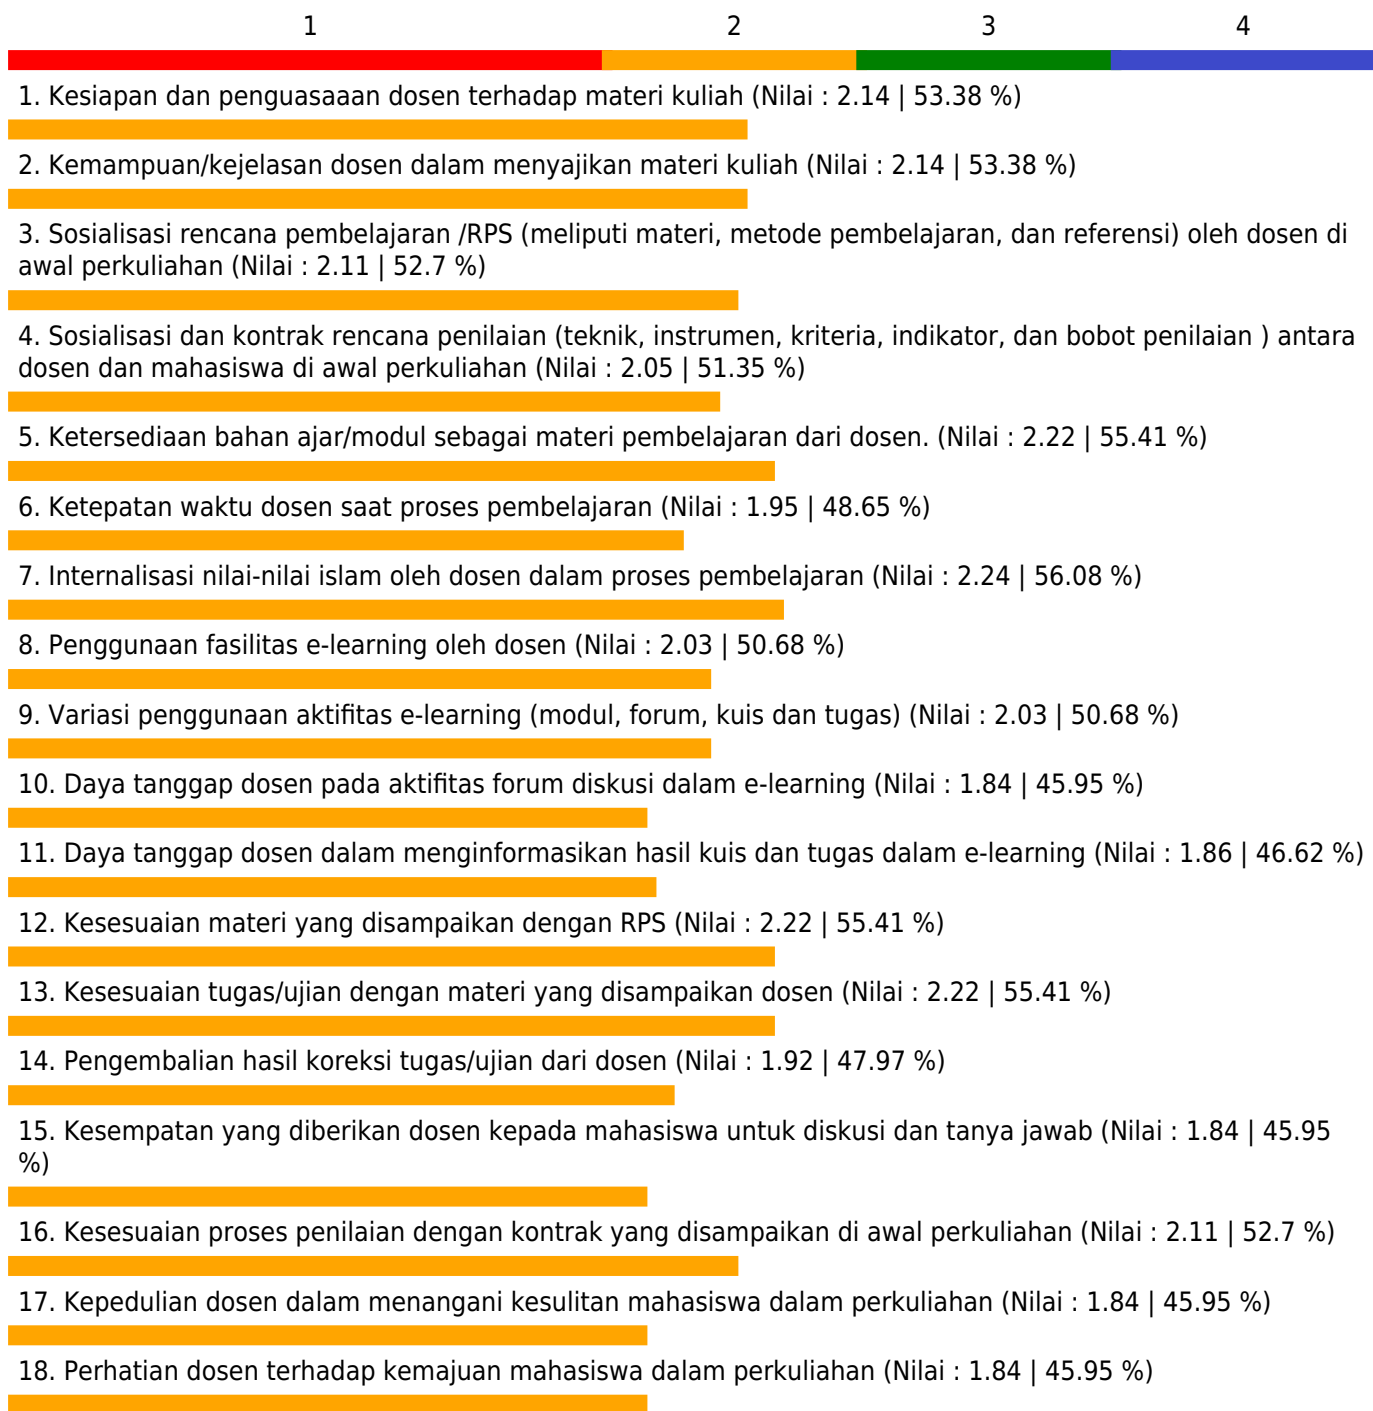 1 2 3 4
1. Kesiapan dan penguasaaan dosen terhadap materi kuliah (Nilai : 2.14 | 53.38 %)
2. Kemampuan/kejelasan dosen dalam menyajikan materi kuliah (Nilai : 2.14 | 53.38 %)
3. Sosialisasi rencana pembelajaran /RPS (meliputi materi, metode pembelajaran, dan referensi) oleh dosen di
awal perkuliahan (Nilai : 2.11 | 52.7 %)
4. Sosialisasi dan kontrak rencana penilaian (teknik, instrumen, kriteria, indikator, dan bobot penilaian ) antara
dosen dan mahasiswa di awal perkuliahan (Nilai : 2.05 | 51.35 %)
5. Ketersediaan bahan ajar/modul sebagai materi pembelajaran dari dosen. (Nilai : 2.22 | 55.41 %)
6. Ketepatan waktu dosen saat proses pembelajaran (Nilai : 1.95 | 48.65 %)
7. Internalisasi nilai-nilai islam oleh dosen dalam proses pembelajaran (Nilai : 2.24 | 56.08 %)
8. Penggunaan fasilitas e-learning oleh dosen (Nilai : 2.03 | 50.68 %)
9. Variasi penggunaan aktifitas e-learning (modul, forum, kuis dan tugas) (Nilai : 2.03 | 50.68 %)
10. Daya tanggap dosen pada aktifitas forum diskusi dalam e-learning (Nilai : 1.84 | 45.95 %)
11. Daya tanggap dosen dalam menginformasikan hasil kuis dan tugas dalam e-learning (Nilai : 1.86 | 46.62 %)
12. Kesesuaian materi yang disampaikan dengan RPS (Nilai : 2.22 | 55.41 %)
13. Kesesuaian tugas/ujian dengan materi yang disampaikan dosen (Nilai : 2.22 | 55.41 %)
14. Pengembalian hasil koreksi tugas/ujian dari dosen (Nilai : 1.92 | 47.97 %)
15. Kesempatan yang diberikan dosen kepada mahasiswa untuk diskusi dan tanya jawab (Nilai : 1.84 | 45.95
%)
16. Kesesuaian proses penilaian dengan kontrak yang disampaikan di awal perkuliahan (Nilai : 2.11 | 52.7 %)
17. Kepedulian dosen dalam menangani kesulitan mahasiswa dalam perkuliahan (Nilai : 1.84 | 45.95 %)
18. Perhatian dosen terhadap kemajuan mahasiswa dalam perkuliahan (Nilai : 1.84 | 45.95 %)